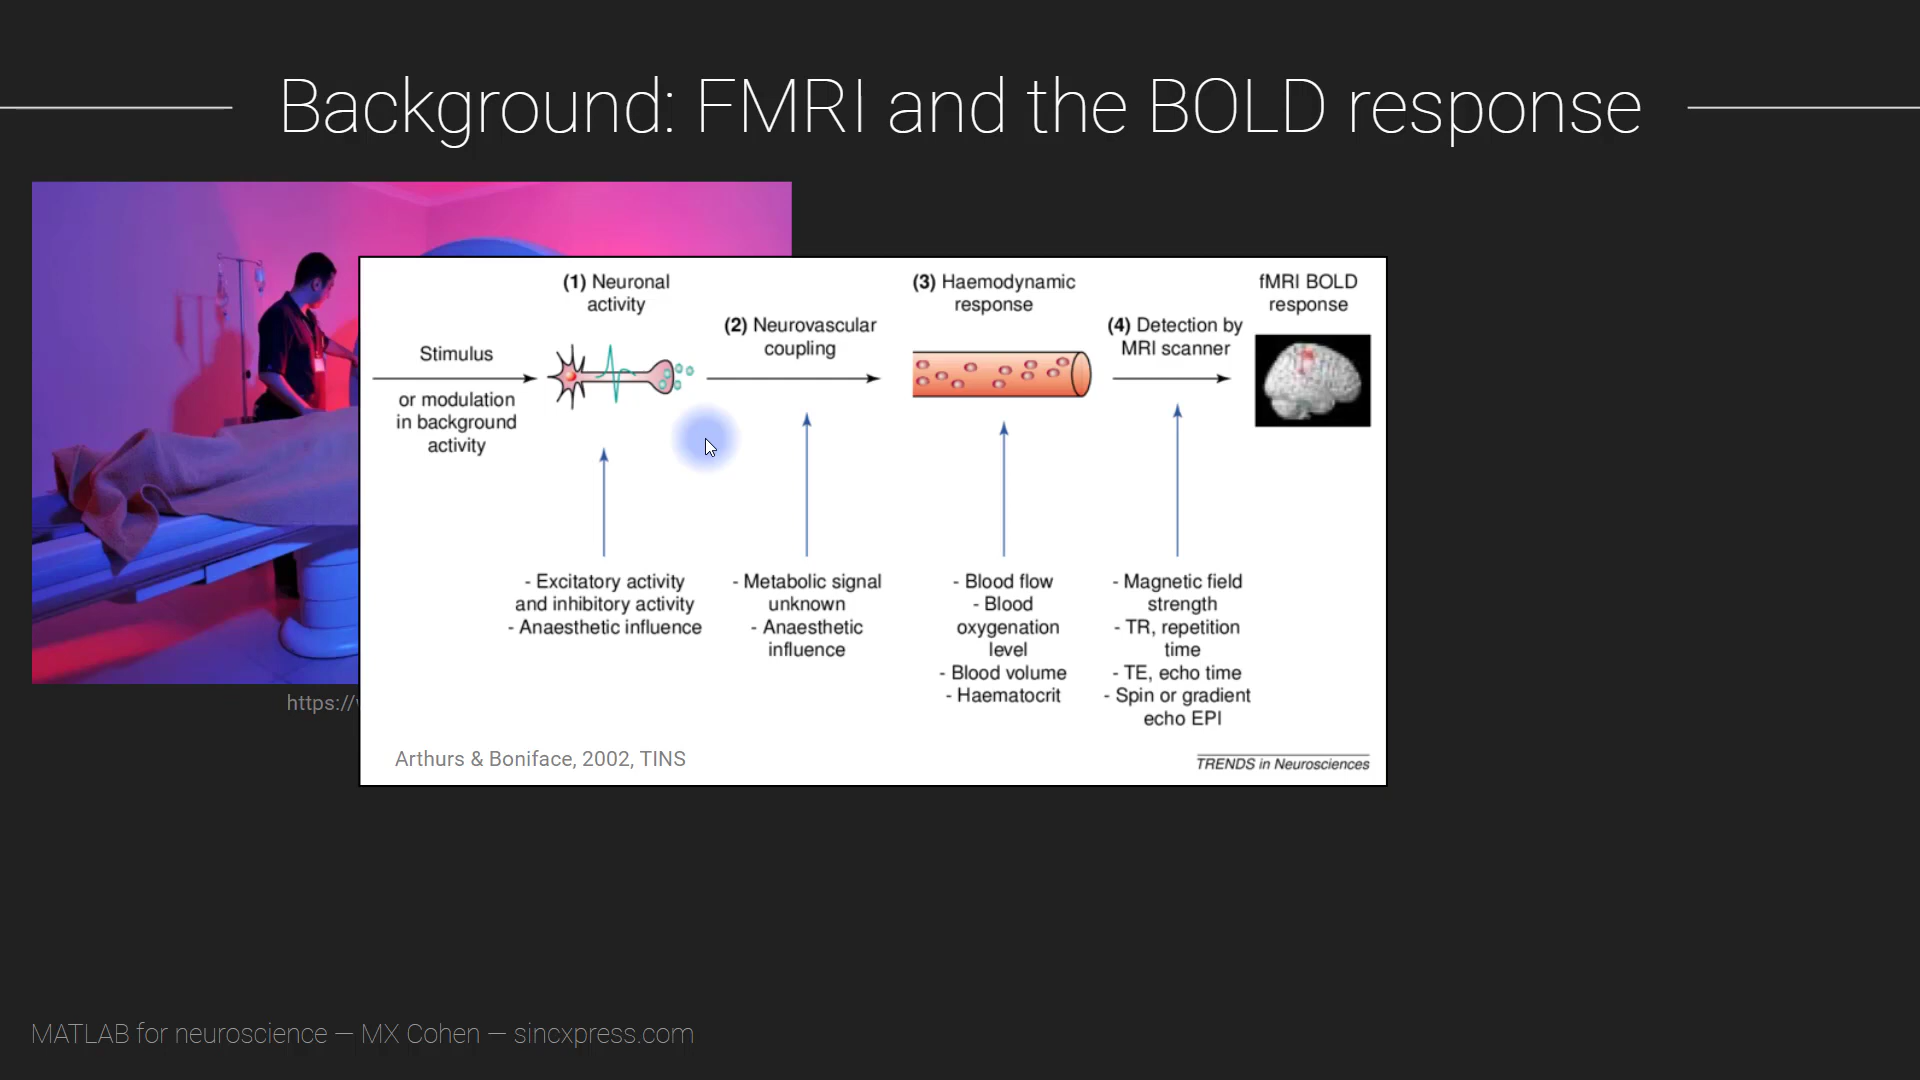 Background: FMRI and the BOLD response
(1) Neuronal
activity
(3) Haemodynamic
response
fMRI BOLD
response
(2) Neurovascular
coupling
(4) Detection by
MRI scanner
Stimulus
or modulation
in background
activity
- Excitatory activity
and inhibitory activity
- Anaesthetic influence
- Metabolic signal
unknown
- Anaesthetic
influence
- Blood flow
- Blood
oxygenation
level
- Blood volume
- Haematocrit
- Magnetic field
strength
- TR, repetition
time
- TE, echo time
- Spin or gradient
echo EPI
https://
Arthurs & Boniface, 2002, TINS
TRENDS in Neurosciences
MATLAB for neuroscience — MX Cohen — sincxpress.com